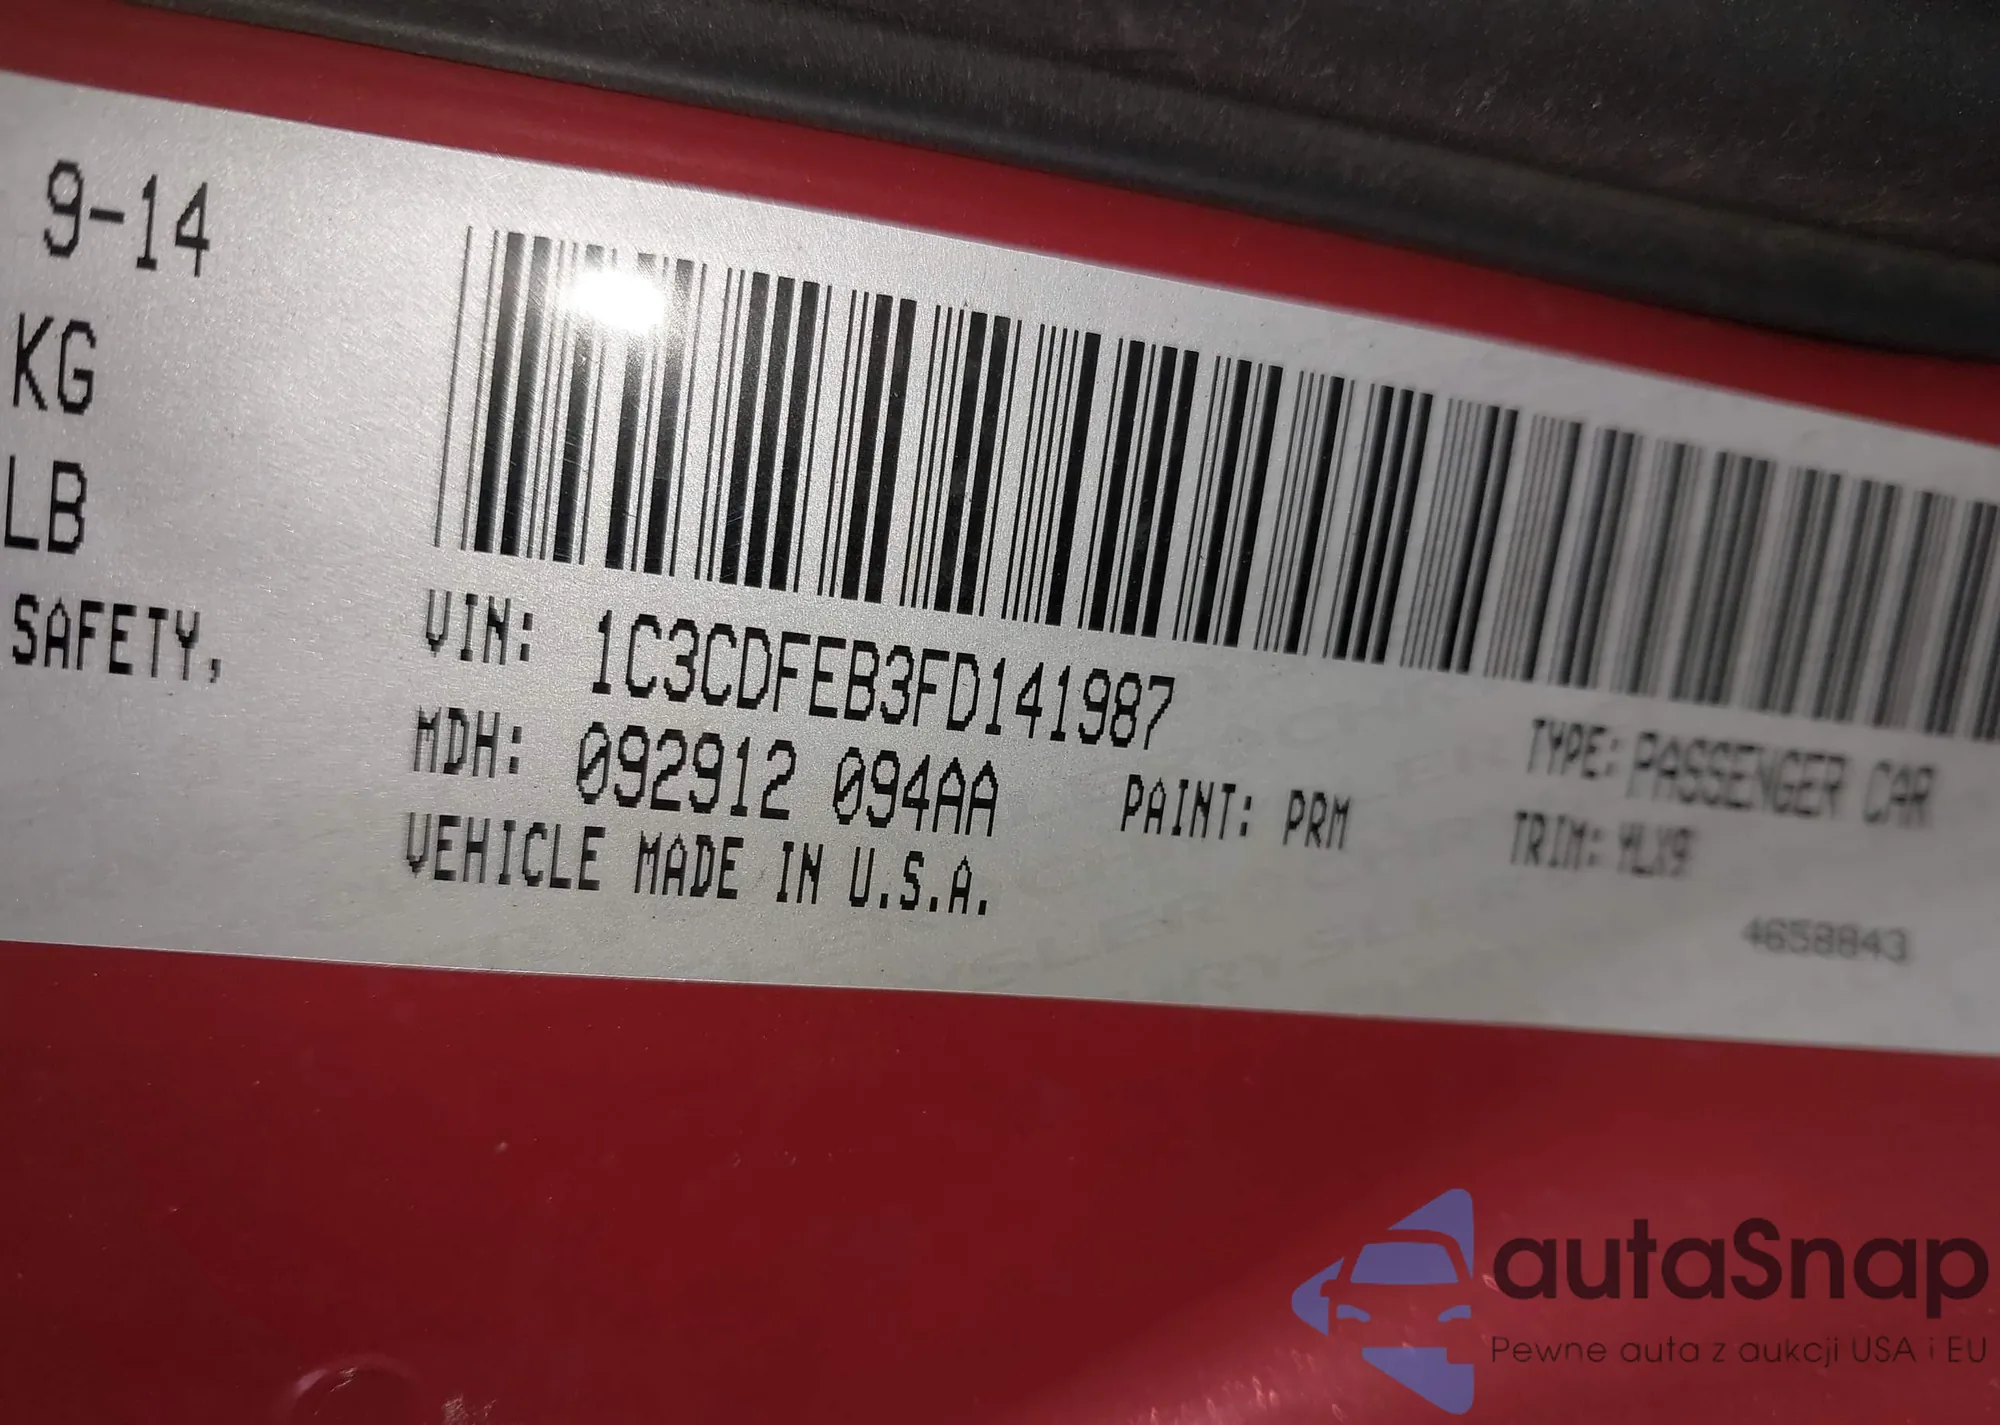 9-14
KG
LB
SAFETY,
VIN: 1C3CDFEB3FD141987
MDH: 092912 094AA
PAINT: PRM
VEHICLE MADE IN U.S.A.
TYPE: PASSENGER CAR
TRIM: YLX9
4658843
autaSnap
Pewne auta z aukcji USA i EU